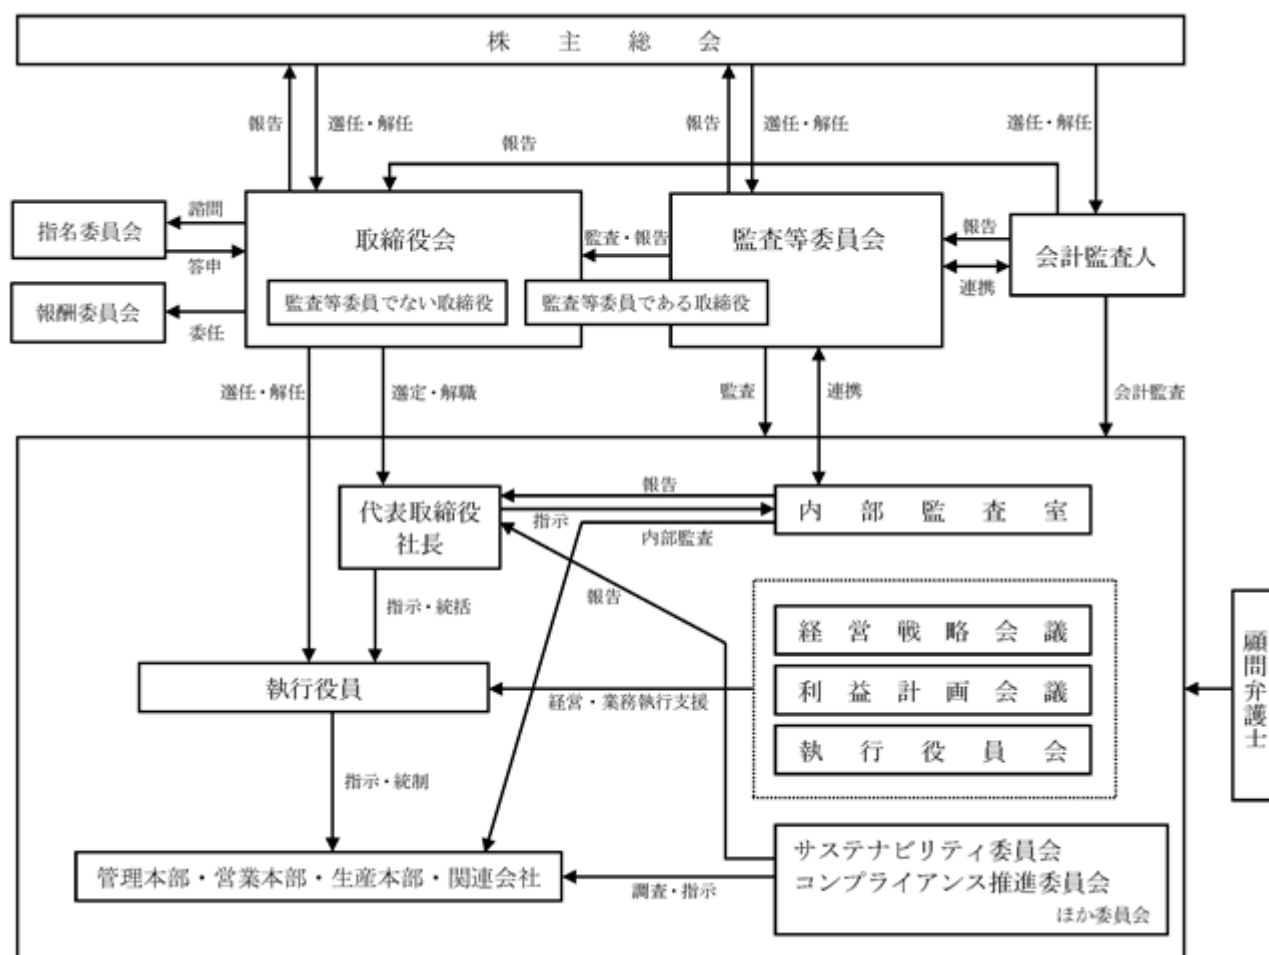 株主総会
報告
選任・解任
報告
選任・解任
選任・解任
報告
指名委員会
諮問
答申
取締役会
監査・報告
監査等委員会
報告
連携
会計監査人
報酬委員会
委任
監査等委員でない取締役
監査等委員である取締役
選任・解任
選定・解職
監査
連携
会計監査
代表取締役
社長
報告
指示
内部監査
内部監査室
指示・統括
報告
経営戦略会議
利益計画会議
執行役員会
執行役員
経営・業務執行支援
顧問弁護士
指示・統制
管理本部・営業本部・生産本部・関連会社
調査・指示
サステナビリティ委員会
コンプライアンス推進委員会
ほか委員会